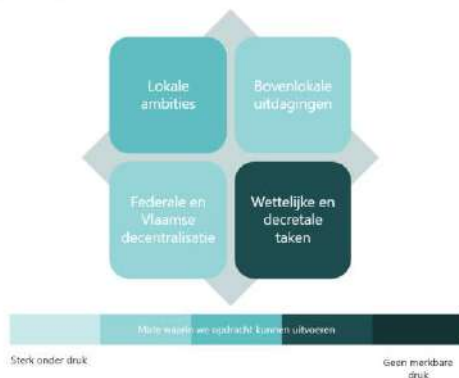 Lokale
ambities
Bovenlokale
uitdagingen
Federale en
Vlaamse
decentralisatie
Wettelijke en
decretale
taken
Mate waarin we opdracht kunnen uitvoeren
Sterk onder druk
Geen merkbare
druk